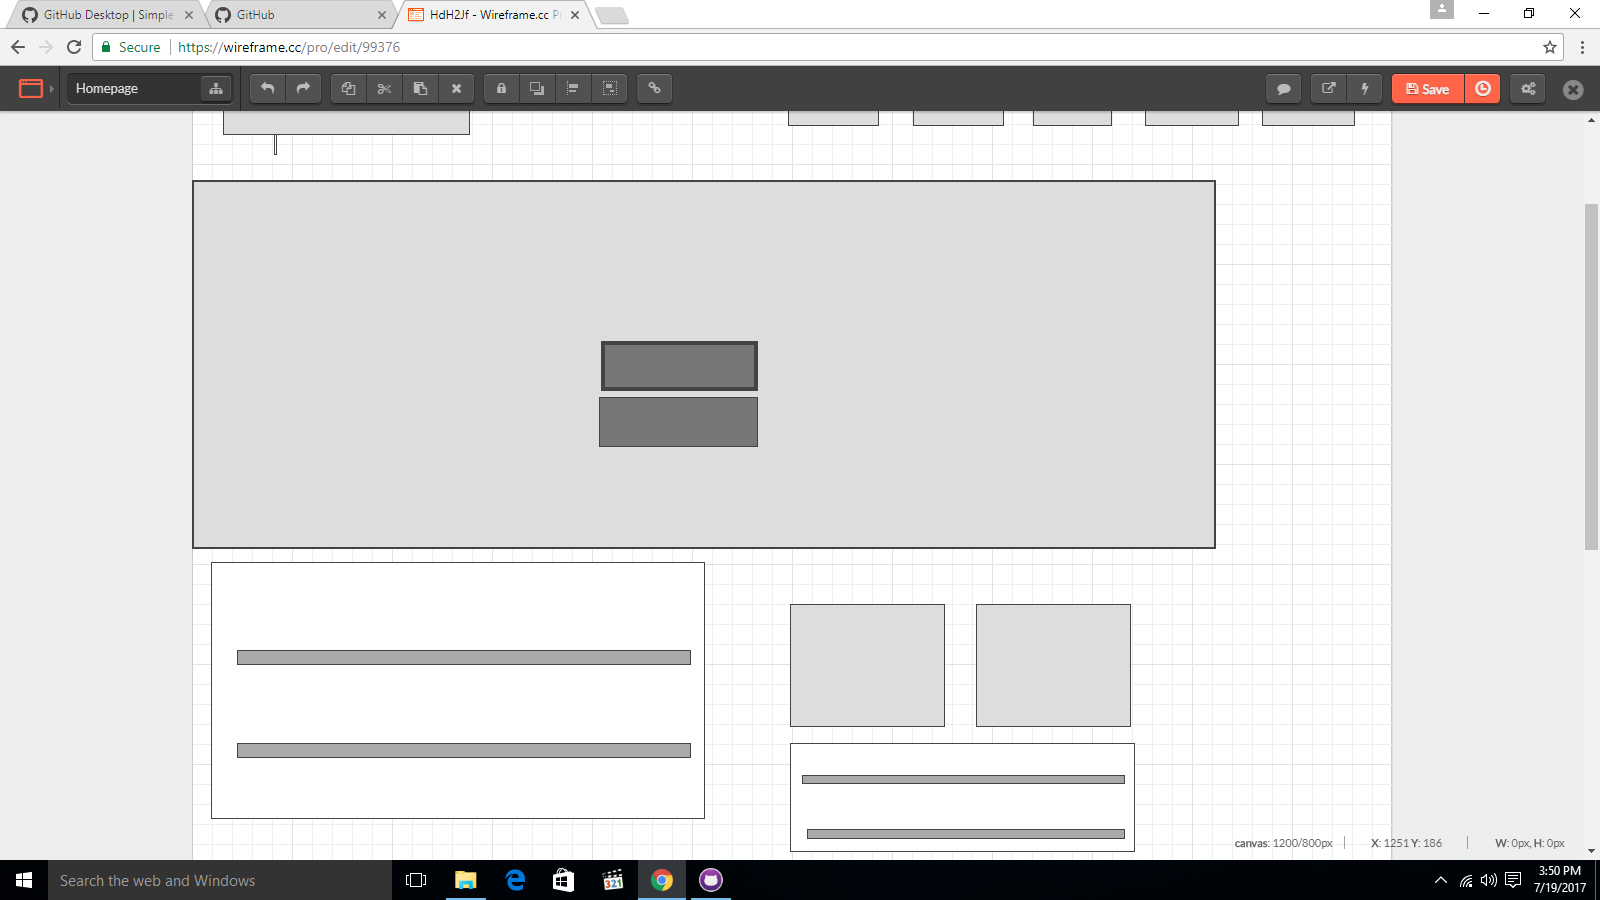 GitHub Desktop | Simple
GitHub
HdH2Jf - Wireframe.cc Pr
Secure
https://wireframe.cc/pro/edit/99376
Homepage
Save
canvas: 1200/800px
X: 1251 Y: 186
W: 0px, H: 0px
Search the web and Windows
321
3:50 PM
7/19/2017